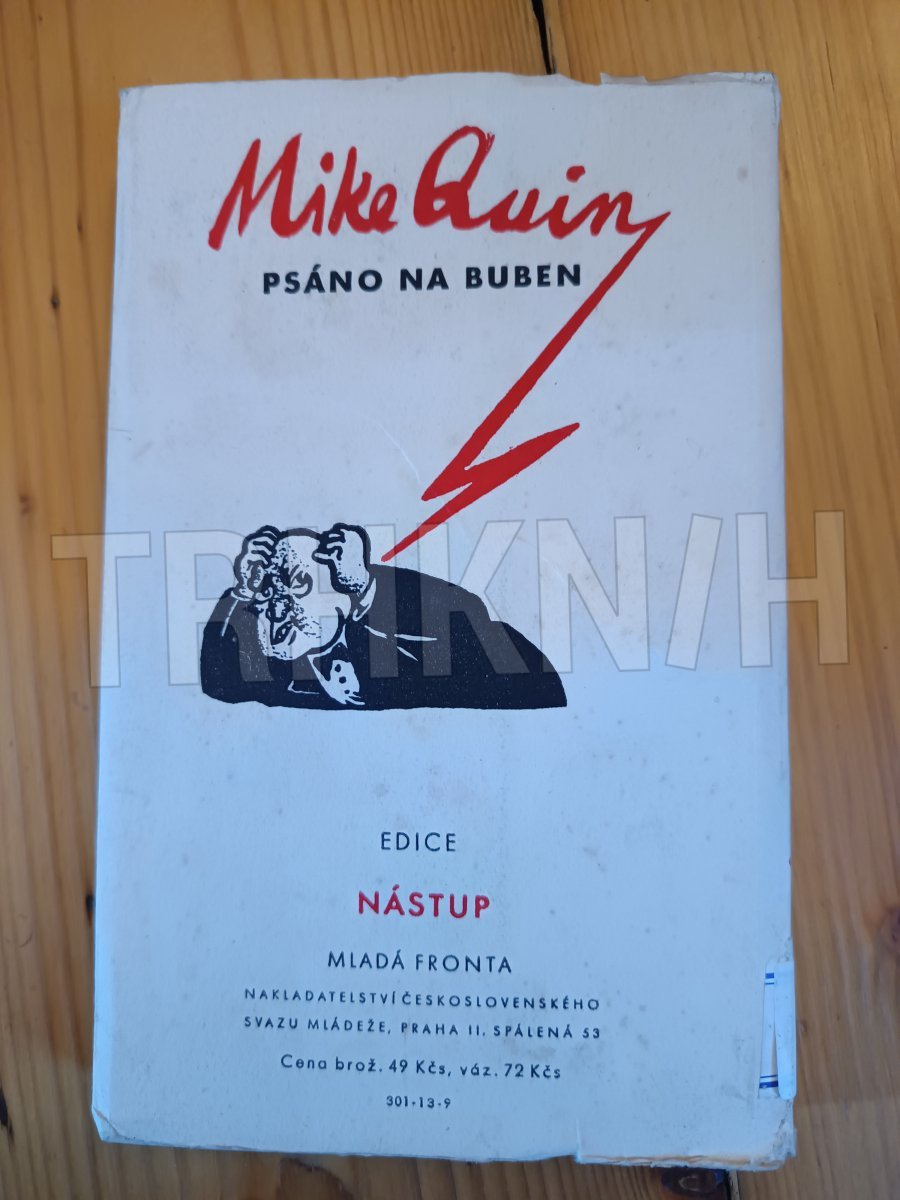 Mike Quin
PSÁNO NA BUBEN
TRHKNIH
EDICE
NÁSTUP
MLADÁ FRONTA
NAKLADATELSTVÍ ČESKOSLOVENSKÉHO
SVAZU MLÁDEŽE, PRAHA II. SPÁLENÁ 53
Cena brož. 49 Kčs, váz. 72 Kčs
301-13-9